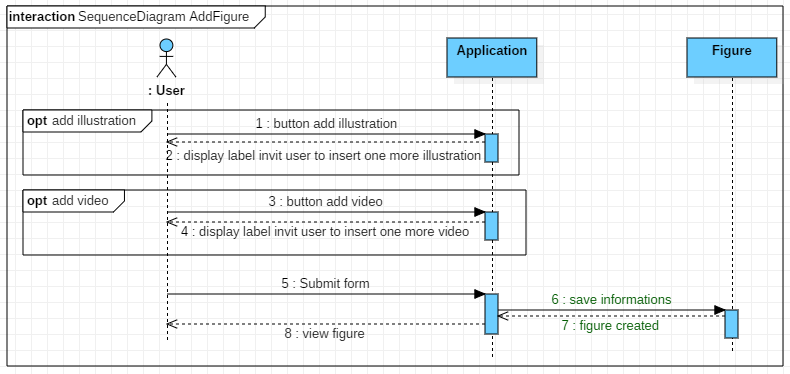 interaction SequenceDiagram AddFigure
: User
Application
Figure
opt add illustration
1 : button add illustration
2 : display label invit user to insert one more illustration
opt add video
3 : button add video
4 : display label invit user to insert one more video
5 : Submit form
6 : save informations
7 : figure created
8 : view figure